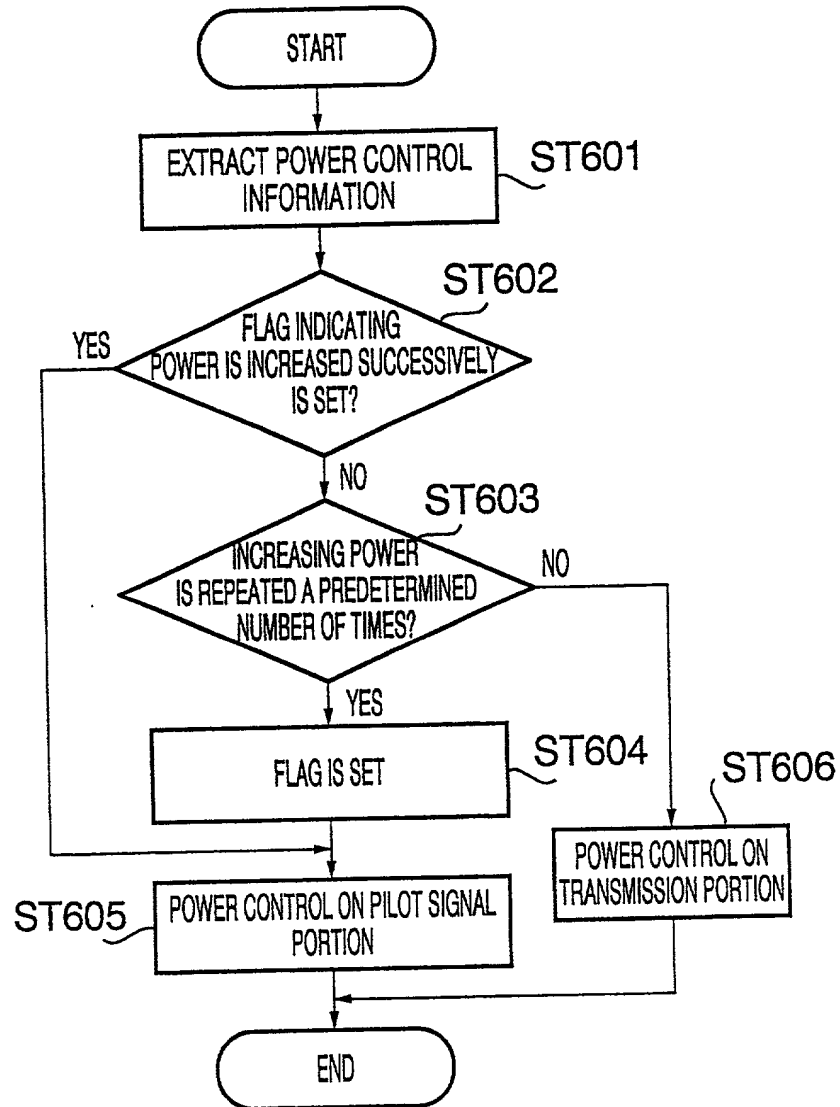 START
EXTRACT POWER CONTROL
INFORMATION
ST601
ST602
FLAG INDICATING
POWER IS INCREASED SUCCESSIVELY
IS SET?
YES
NO
ST603
INCREASING POWER
IS REPEATED A PREDETERMINED
NUMBER OF TIMES?
NO
YES
FLAG IS SET
ST604
ST606
POWER CONTROL ON
TRANSMISSION PORTION
ST605
POWER CONTROL ON PILOT SIGNAL
PORTION
END